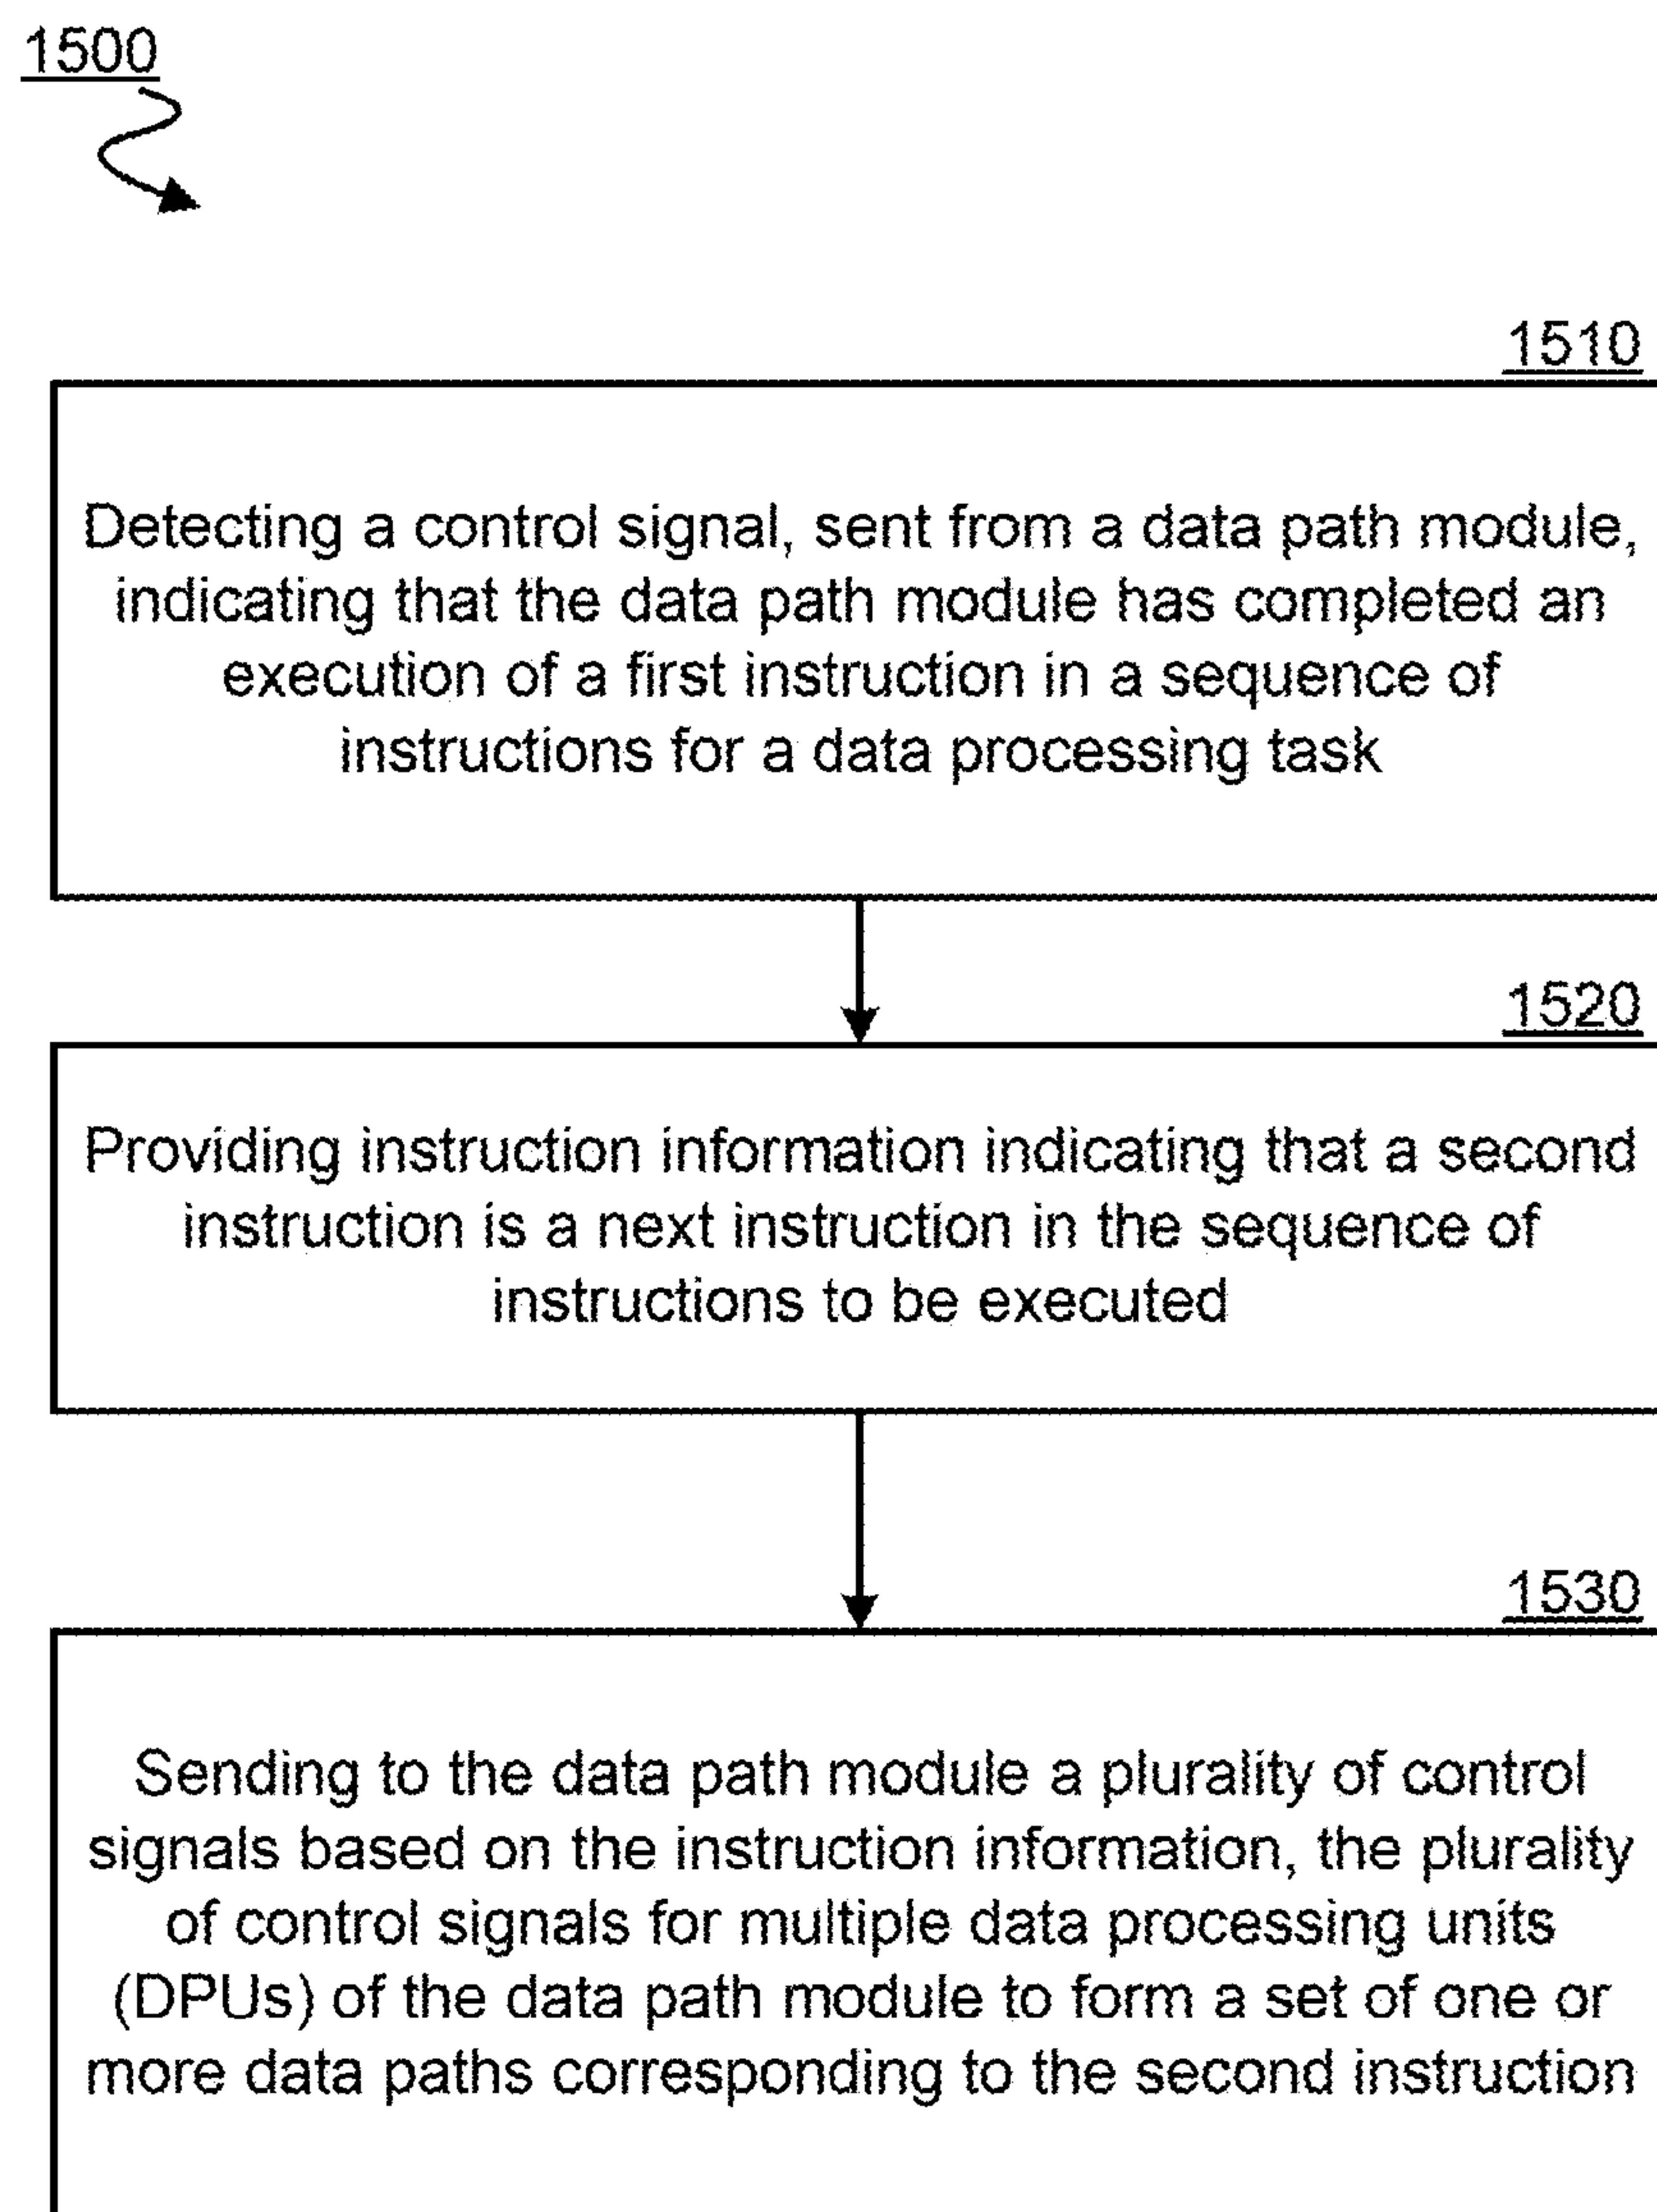 1500
1510
Detecting a control signal, sent from a data path module,
indicating that the data path module has completed an
execution of a first instruction in a sequence of
instructions for a data processing task
1520
Providing instruction information indicating that a second
instruction is a next instruction in the sequence of
instructions to be executed
1530
Sending to the data path module a plurality of control
signals based on the instruction information, the plurality
of control signals for multiple data processing units
(DPUs) of the data path module to form a set of one or
more data paths corresponding to the second instruction